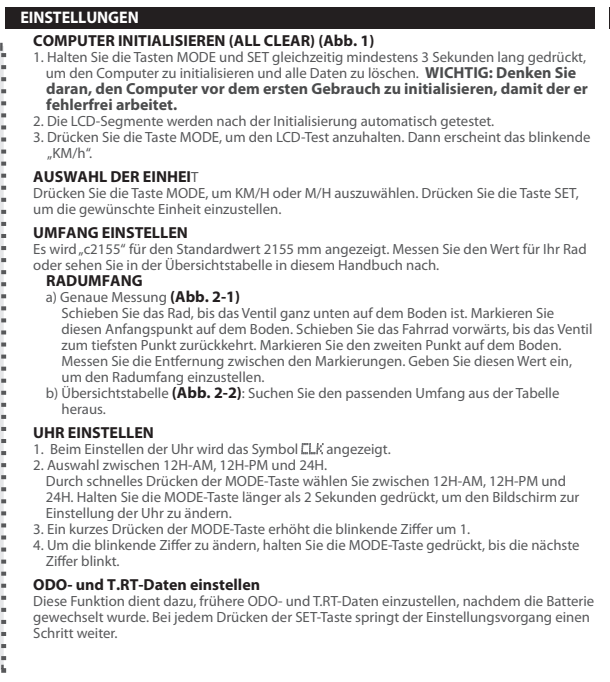 EINSTELLUNGEN
COMPUTER INITIALISIEREN (ALL CLEAR) (Abb. 1)
1. Halten Sie die Tasten MODE und SET gleichzeitig mindestens 3 Sekunden lang gedrückt,
um den Computer zu initialisieren und alle Daten zu löschen. WICHTIG: Denken Sie
daran, den Computer vor dem ersten Gebrauch zu initialisieren, damit der er
fehlerfrei arbeitet.
2. Die LCD-Segmente werden nach der Initialisierung automatisch getestet.
3. Drücken Sie die Taste MODE, um den LCD-Test anzuhalten. Dann erscheint das blinkende
„KM/h“.
AUSWAHL DER EINHEIT
Drücken Sie die Taste MODE, um KM/H oder M/H auszuwählen. Drücken Sie die Taste SET,
um die gewünschte Einheit einzustellen.
UMFANG EINSTELLEN
Es wird „c2155“ für den Standardwert 2155 mm angezeigt. Messen Sie den Wert für Ihr Rad
oder sehen Sie in der Übersichtstabelle in diesem Handbuch nach.
RADUMFANG
a) Genaue Messung (Abb. 2-1)
Schieben Sie das Rad, bis das Ventil ganz unten auf dem Boden ist. Markieren Sie
diesen Anfangspunkt auf dem Boden. Schieben Sie das Fahrrad vorwärts, bis das Ventil
zum tiefsten Punkt zurückkehrt. Markieren Sie den zweiten Punkt auf dem Boden.
Messen Sie die Entfernung zwischen den Markierungen. Geben Sie diesen Wert ein,
um den Radumfang einzustellen.
b) Übersichtstabelle (Abb. 2-2): Suchen Sie den passenden Umfang aus der Tabelle
heraus.
UHR EINSTELLEN
1. Beim Einstellen der Uhr wird das Symbol CLK angezeigt.
2. Auswahl zwischen 12H-AM, 12H-PM und 24H.
Durch schnelles Drücken der MODE-Taste wählen Sie zwischen 12H-AM, 12H-PM und
24H. Halten Sie die MODE-Taste länger als 2 Sekunden gedrückt, um den Bildschirm zur
Einstellung der Uhr zu ändern.
3. Ein kurzes Drücken der MODE-Taste erhöht die blinkende Ziffer um 1.
4. Um die blinkende Ziffer zu ändern, halten Sie die MODE-Taste gedrückt, bis die nächste
Ziffer blinkt.
ODO- und T.RT-Daten einstellen
Diese Funktion dient dazu, frühere ODO- und T.RT-Daten einzustellen, nachdem die Batterie
gewechselt wurde. Bei jedem Drücken der SET-Taste springt der Einstellungsvorgang einen
Schritt weiter.